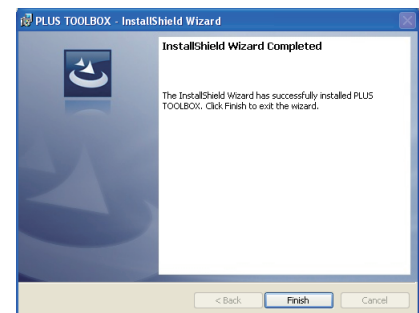 PLUS TOOLBOX - InstallShield Wizard
InstallShield Wizard Completed
The InstallShield Wizard has successfully installed PLUS
TOOLBOX. Click Finish to exit the wizard.
< Back
Finish
Cancel